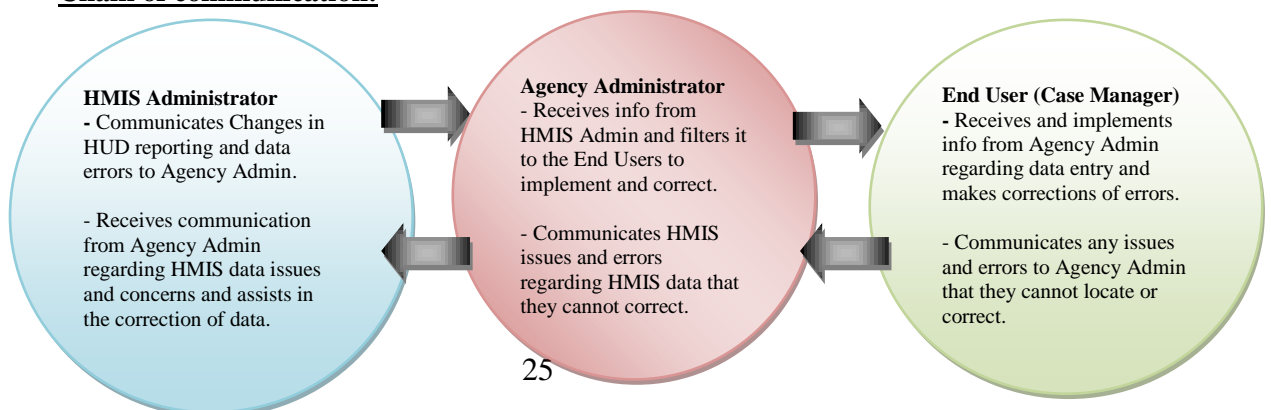 Chain of communication:
HMIS Administrator
- Communicates Changes in
HUD reporting and data
errors to Agency Admin.
- Receives communication
from Agency Admin
regarding HMIS data issues
and concerns and assists in
the correction of data.
Agency Administrator
- Receives info from
HMIS Admin and filters it
to the End Users to
implement and correct.
- Communicates HMIS
issues and errors
regarding HMIS data that
they cannot correct.
End User (Case Manager)
- Receives and implements
info from Agency Admin
regarding data entry and
makes corrections of errors.
- Communicates any issues
and errors to Agency Admin
that they cannot locate or
correct.
25